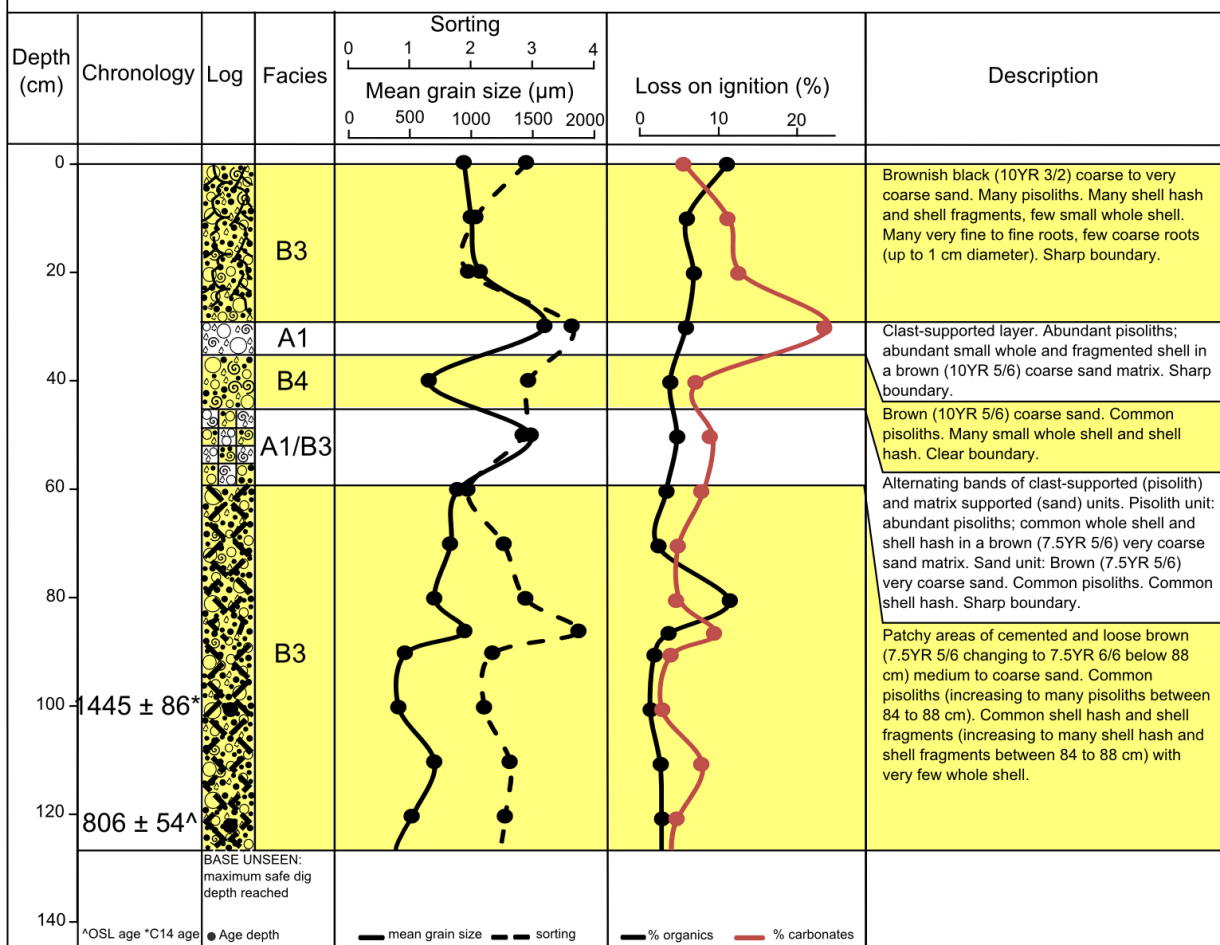 Depth
(cm)
Chronology
Log
Facies
Sorting
0 1 2 3 4
Mean grain size (µm)
0 500 1000 1500 2000
Loss on ignition (%)
0 10 20
Description
0
20
40
60
80
100
120
140
1445 ± 86*
806 ± 54^
B3
A1
B4
A1/B3
B3
Brownish black (10YR 3/2) coarse to very
coarse sand. Many pisoliths. Many shell hash
and shell fragments, few small whole shell.
Many very fine to fine roots, few coarse roots
(up to 1 cm diameter). Sharp boundary.
Clast-supported layer. Abundant pisoliths;
abundant small whole and fragmented shell in
a brown (10YR 5/6) coarse sand matrix. Sharp
boundary.
Brown (10YR 5/6) coarse sand. Common
pisoliths. Many small whole shell and shell
hash. Clear boundary.
Alternating bands of clast-supported (pisolith)
and matrix supported (sand) units. Pisolith unit:
abundant pisoliths; common whole shell and
shell hash in a brown (7.5YR 5/6) very coarse
sand matrix. Sand unit: Brown (7.5YR 5/6)
very coarse sand. Common pisoliths. Common
shell hash. Sharp boundary.
Patchy areas of cemented and loose brown
(7.5YR 5/6 changing to 7.5YR 6/6 below 88
cm) medium to coarse sand. Common
pisoliths (increasing to many pisoliths between
84 to 88 cm). Common shell hash and shell
fragments (increasing to many shell hash and
shell fragments between 84 to 88 cm) with
very few whole shell.
BASE UNSEEN:
maximum safe dig
depth reached
^OSL age *C14 age
Age depth
mean grain size
sorting
% organics
% carbonates